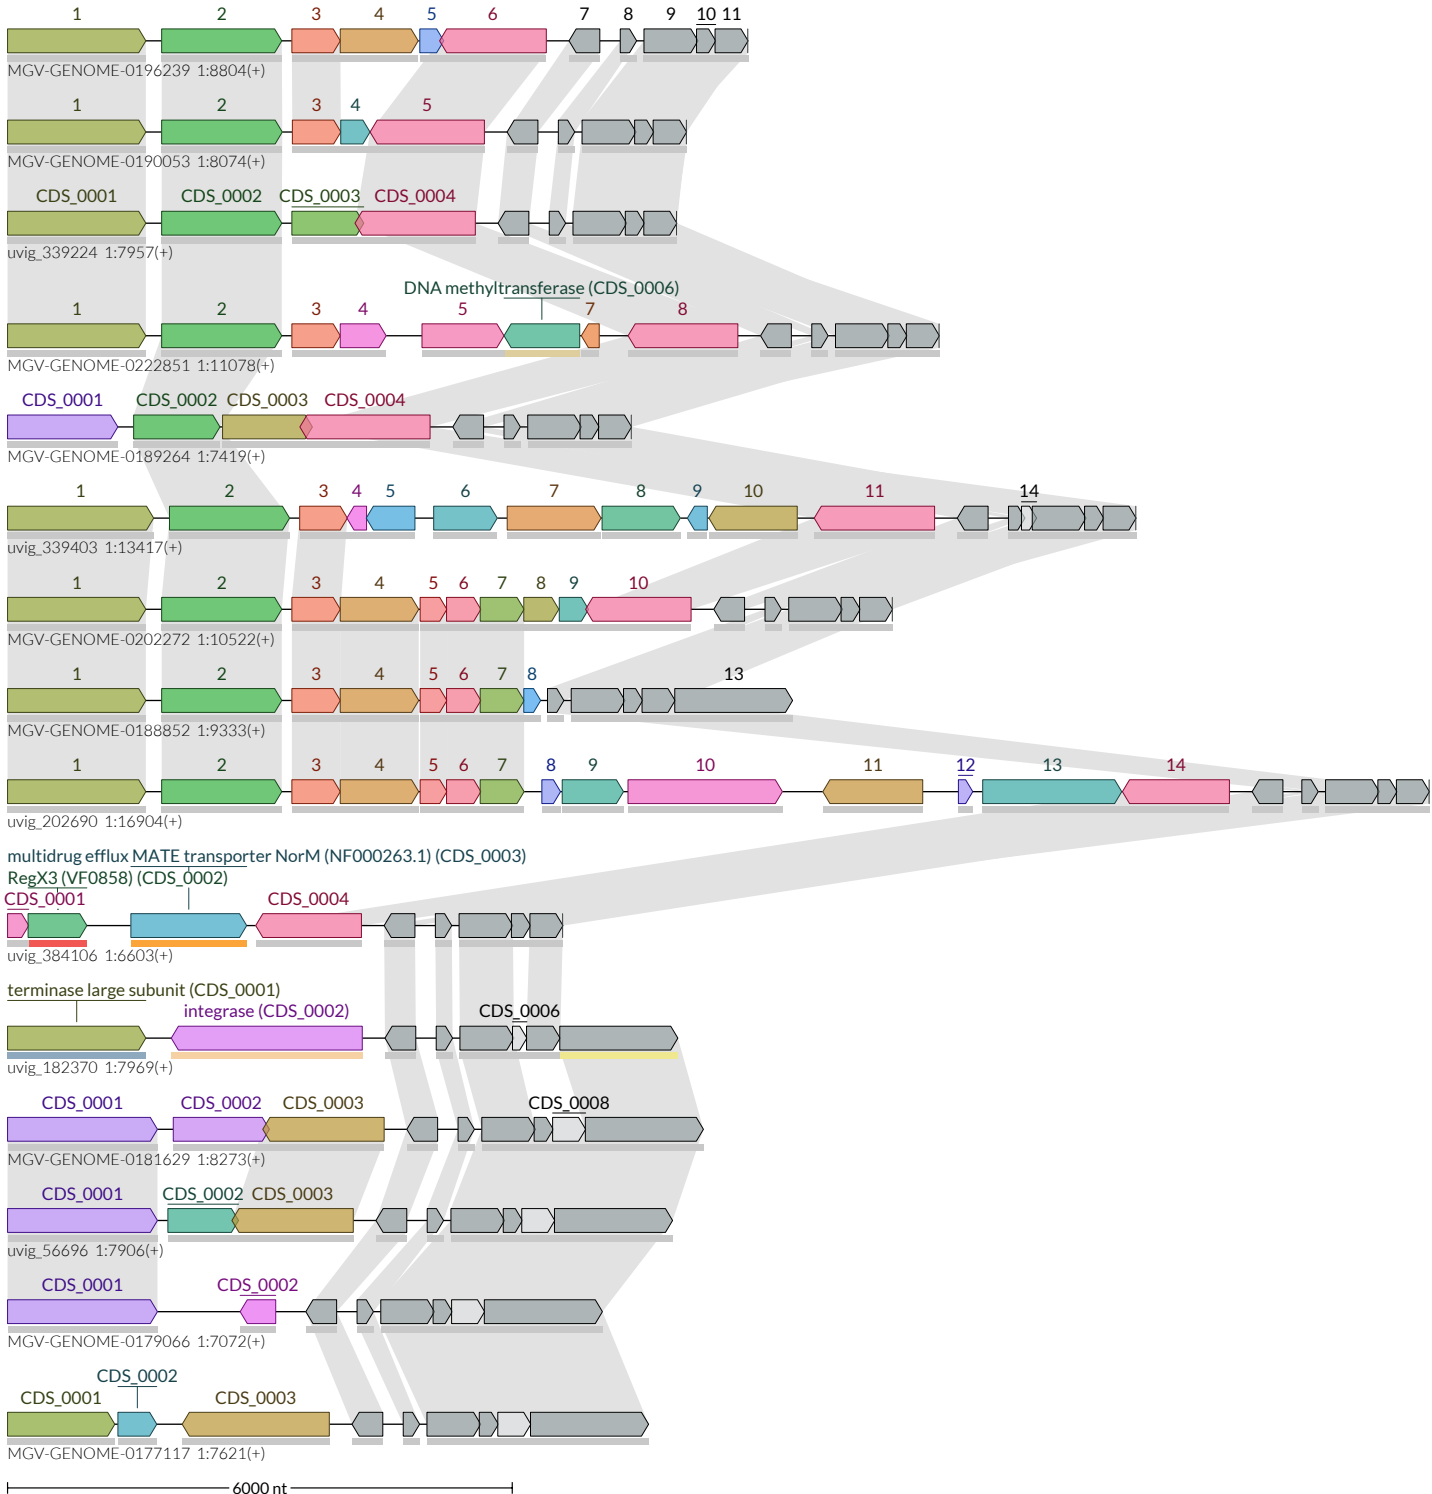 1 2 3 4 5 6 7 8 9 10 11
MGV-GENOME-0196239 1:8804(+)
1 2 3 4 5
MGV-GENOME-0190053 1:8074(+)
CDS_0001 CDS_0002 CDS_0003 CDS_0004
uvig_339224 1:7957(+)
DNA methyltransferase (CDS_0006)
1 2 3 4 5 7 8
MGV-GENOME-0222851 1:11078(+)
CDS_0001 CDS_0002 CDS_0003 CDS_0004
MGV-GENOME-0189264 1:7419(+)
1 2 3 4 5 6 7 8 9 10 11 14
uvig_339403 1:13417(+)
1 2 3 4 5 6 7 8 9 10
MGV-GENOME-0202272 1:10522(+)
1 2 3 4 5 6 7 8 13
MGV-GENOME-0188852 1:9333(+)
1 2 3 4 5 6 7 8 9 10 11 12 13 14
uvig_202690 1:16904(+)
multidrug efflux MATE transporter NorM (NF000263.1) (CDS_0003)
RegX3 (VF0858) (CDS_0002)
CDS_0001 CDS_0004
uvig_384106 1:6603(+)
terminase large subunit (CDS_0001)
integrase (CDS_0002) CDS_0006
uvig_182370 1:7969(+)
CDS_0001 CDS_0002 CDS_0003 CDS_0008
MGV-GENOME-0181629 1:8273(+)
CDS_0001 CDS_0002 CDS_0003
uvig_56696 1:7906(+)
CDS_0001 CDS_0002
MGV-GENOME-0179066 1:7072(+)
CDS_0002
CDS_0001 CDS_0003
MGV-GENOME-0177117 1:7621(+)
6000 nt